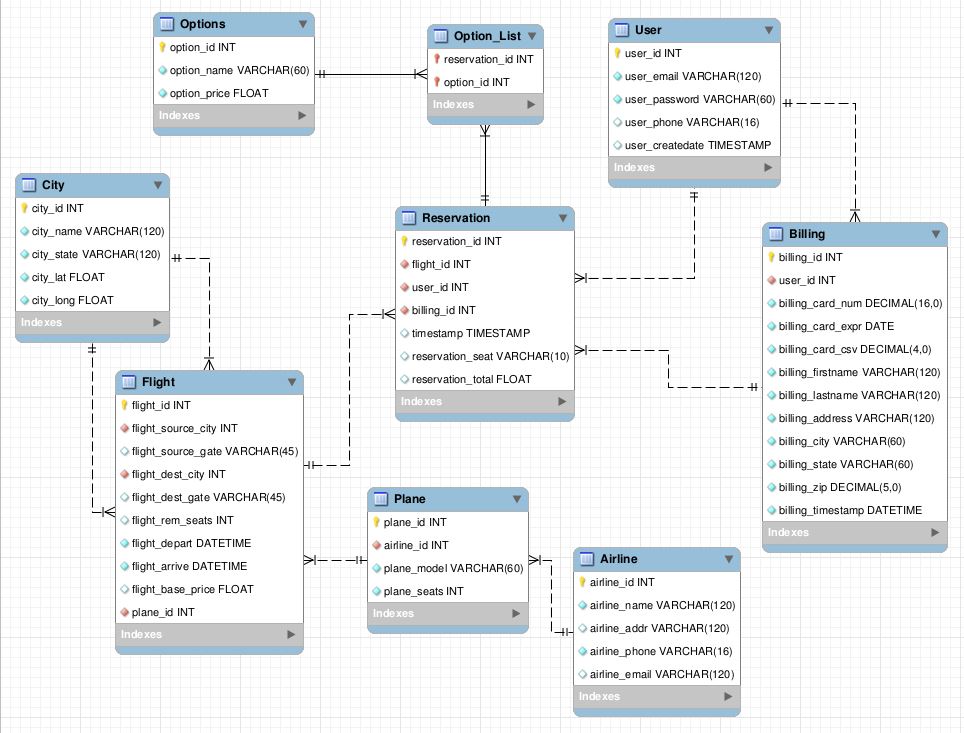 Options
option_id INT
option_name VARCHAR(60)
option_price FLOAT
Indexes
Option_List
reservation_id INT
option_id INT
Indexes
User
user_id INT
user_email VARCHAR(120)
user_password VARCHAR(60)
user_phone VARCHAR(16)
user_createdate TIMESTAMP
Indexes
City
city_id INT
city_name VARCHAR(120)
city_state VARCHAR(120)
city_lat FLOAT
city_long FLOAT
Indexes
Reservation
reservation_id INT
flight_id INT
user_id INT
billing_id INT
timestamp TIMESTAMP
reservation_seat VARCHAR(10)
reservation_total FLOAT
Indexes
Billing
billing_id INT
user_id INT
billing_card_num DECIMAL(16,0)
billing_card_expr DATE
billing_card_csv DECIMAL(4,0)
billing_firstname VARCHAR(120)
billing_lastname VARCHAR(120)
billing_address VARCHAR(120)
billing_city VARCHAR(60)
billing_state VARCHAR(60)
billing_zip DECIMAL(5,0)
billing_timestamp DATETIME
Indexes
Flight
flight_id INT
flight_source_city INT
flight_source_gate VARCHAR(45)
flight_dest_city INT
flight_dest_gate VARCHAR(45)
flight_rem_seats INT
flight_depart DATETIME
flight_arrive DATETIME
flight_base_price FLOAT
plane_id INT
Indexes
Plane
plane_id INT
airline_id INT
plane_model VARCHAR(60)
plane_seats INT
Indexes
Airline
airline_id INT
airline_name VARCHAR(120)
airline_addr VARCHAR(120)
airline_phone VARCHAR(16)
airline_email VARCHAR(120)
Indexes